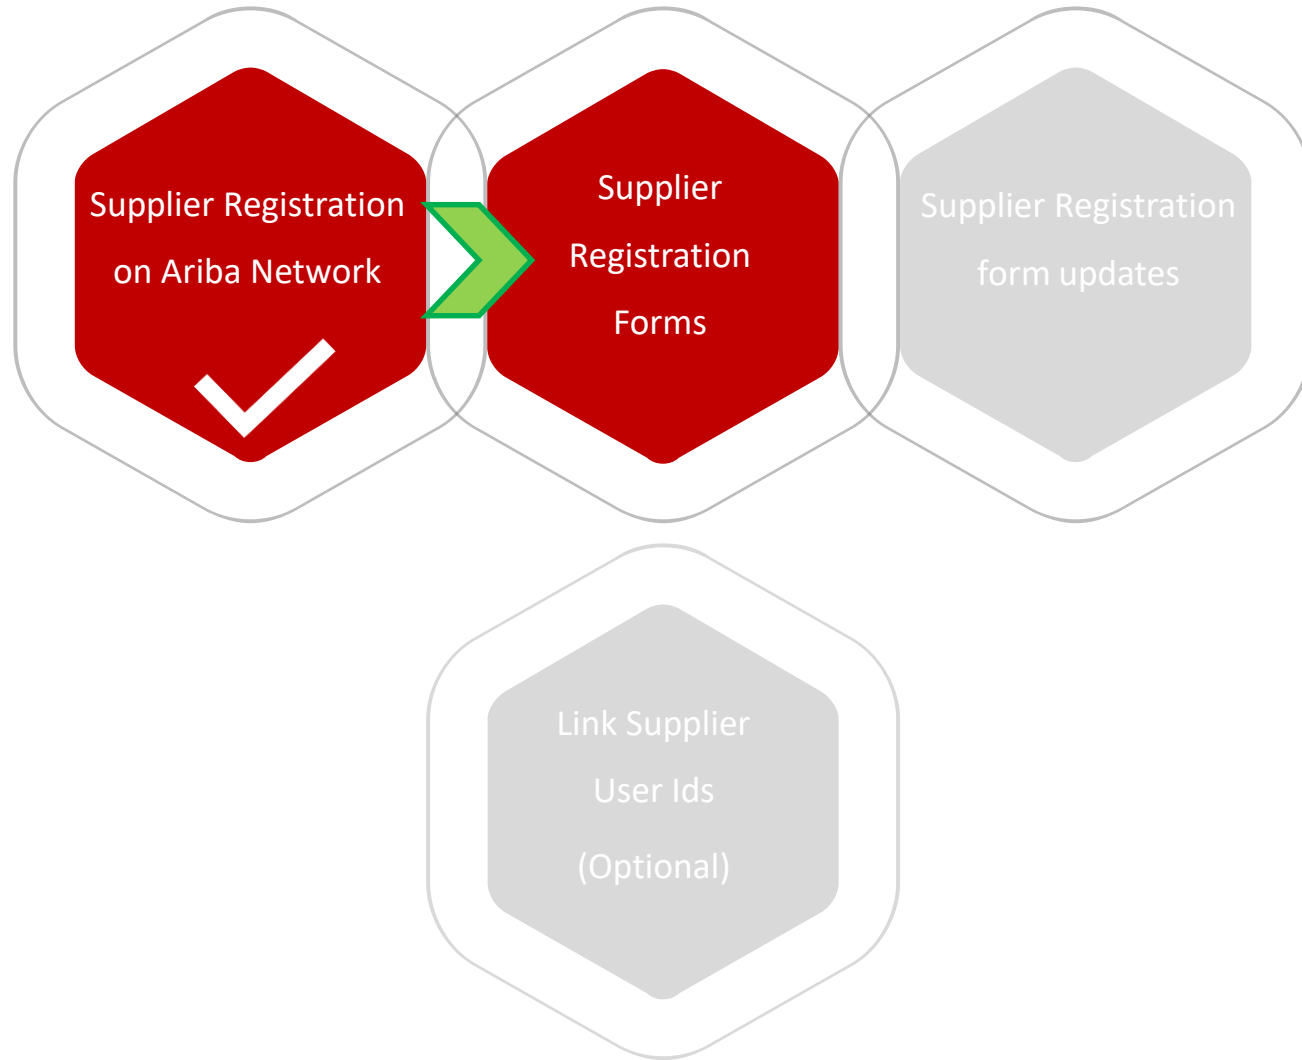 Supplier Registration
on Ariba Network
Supplier
Registration
Forms
Supplier Registration
form updates
Link Supplier
User Ids
(Optional)